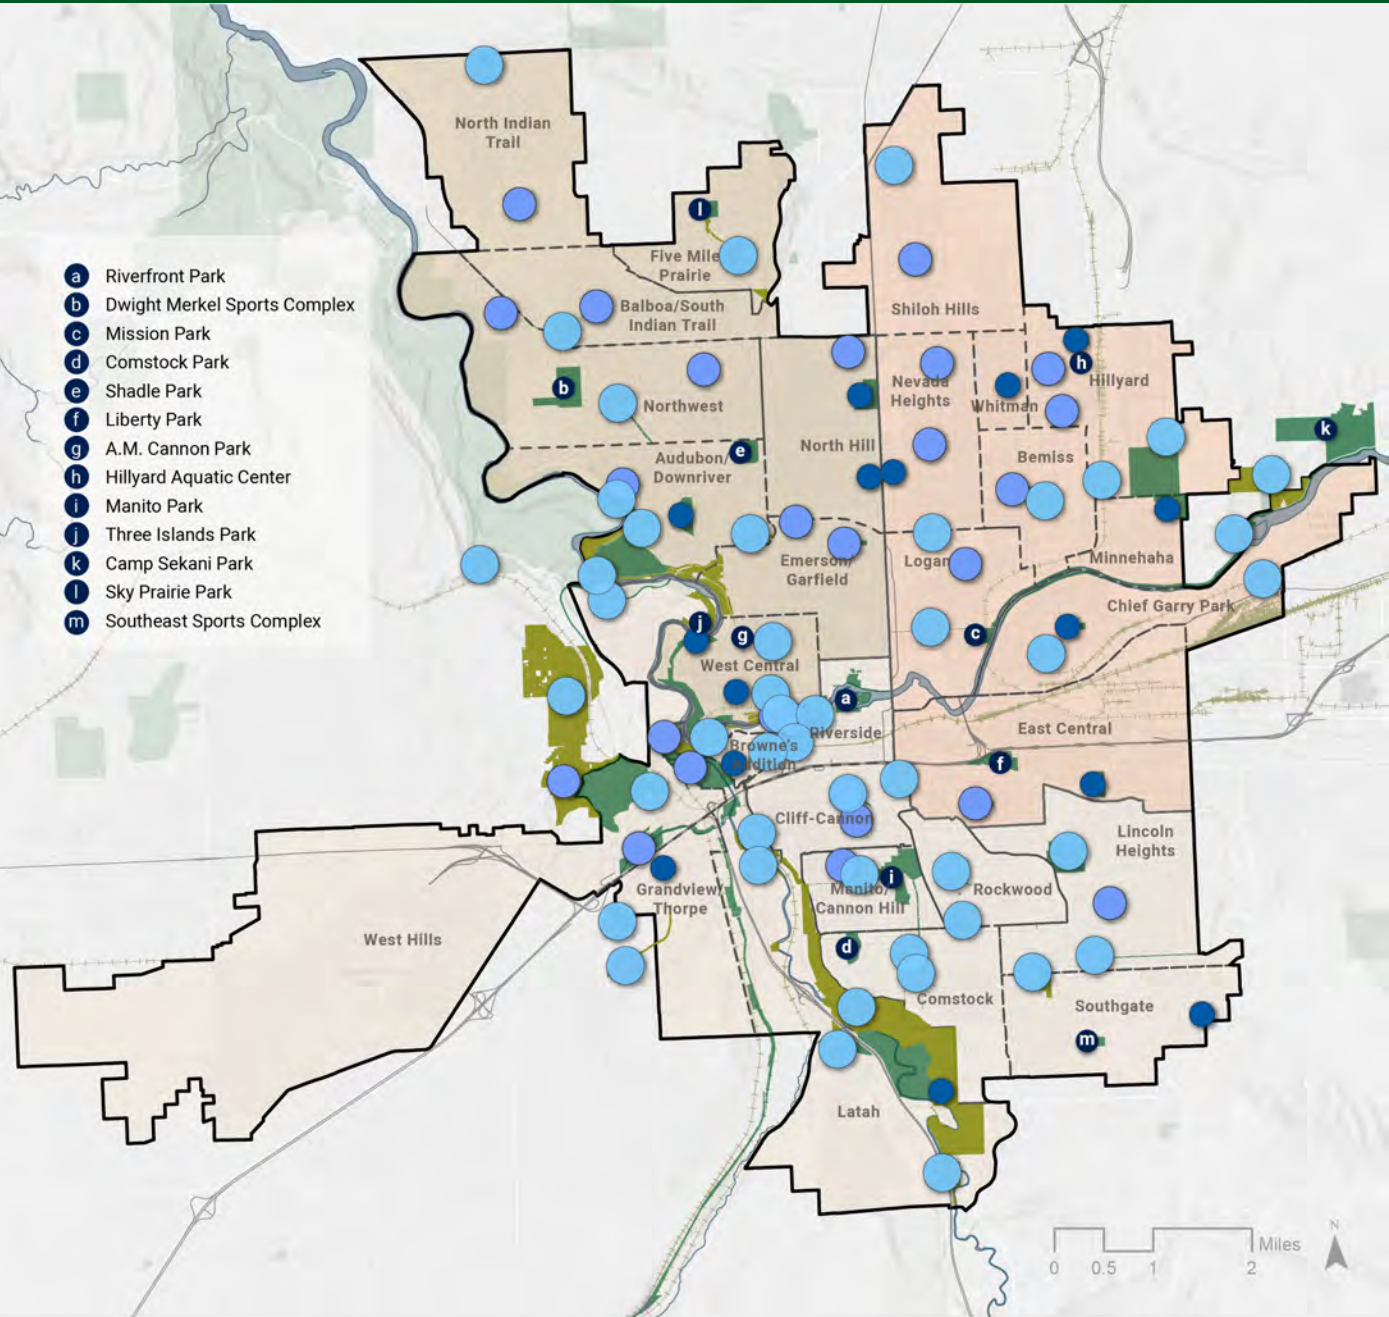 a Riverfront Park
b Dwight Merkel Sports Complex
c Mission Park
d Comstock Park
e Shadle Park
f Liberty Park
g A.M. Cannon Park
h Hillyard Aquatic Center
i Manito Park
j Three Islands Park
k Camp Sekani Park
l Sky Prairie Park
m Southeast Sports Complex
North Indian
Trail
l
Five Mile
Prairie
Balboa/South
Indian Trail
Shiloh Hills
b
Northwest
h
Hillyard
Nevada
Heights
Whitman
k
North Hill
e
Audubon/
Downriver
Bemiss
Emerson/
Garfield
Logan
Minnehaha
Chief Garry Park
j
g
c
West Central
a
Riverside
East Central
Browne's
Addition
f
Cliff-Cannon
Lincoln
Heights
i
Manito/
Cannon Hill
Rockwood
Grandview/
Thorpe
West Hills
d
Comstock
Southgate
m
Latah
N
Miles
0 0.5 1 2